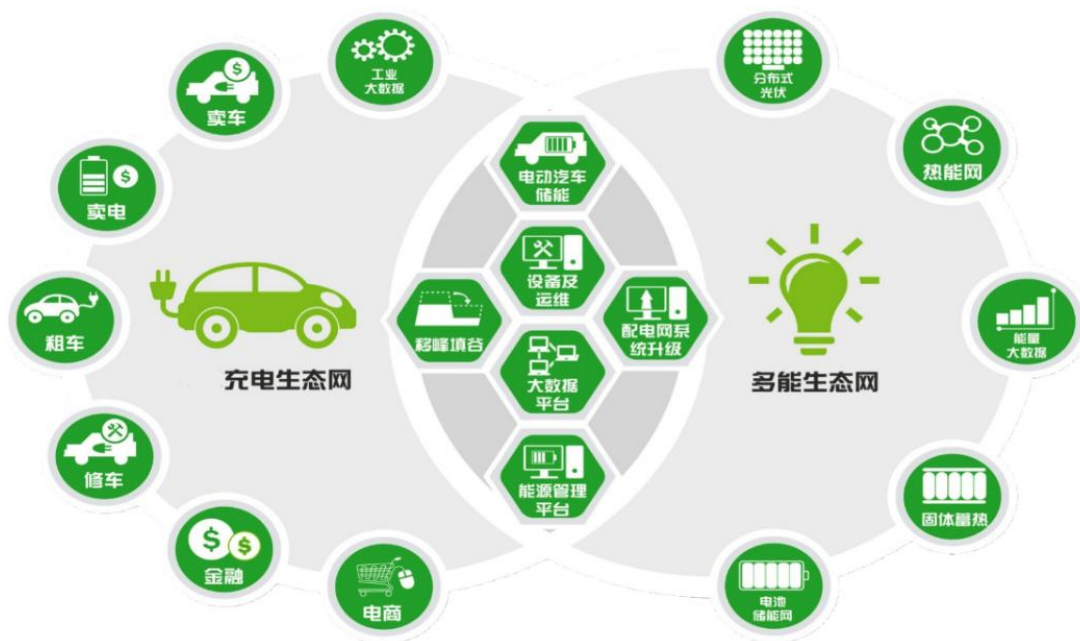 工业
大数据
卖车
卖电
租车
修车
金融
电商
充电生态网
电动汽车
储能
设备及
运维
移峰填谷
配电网系
统升级
大数据
平台
能源管理
平台
多能生态网
分布式
光伏
热能网
能量
大数据
固体蓄热
电池
储能网